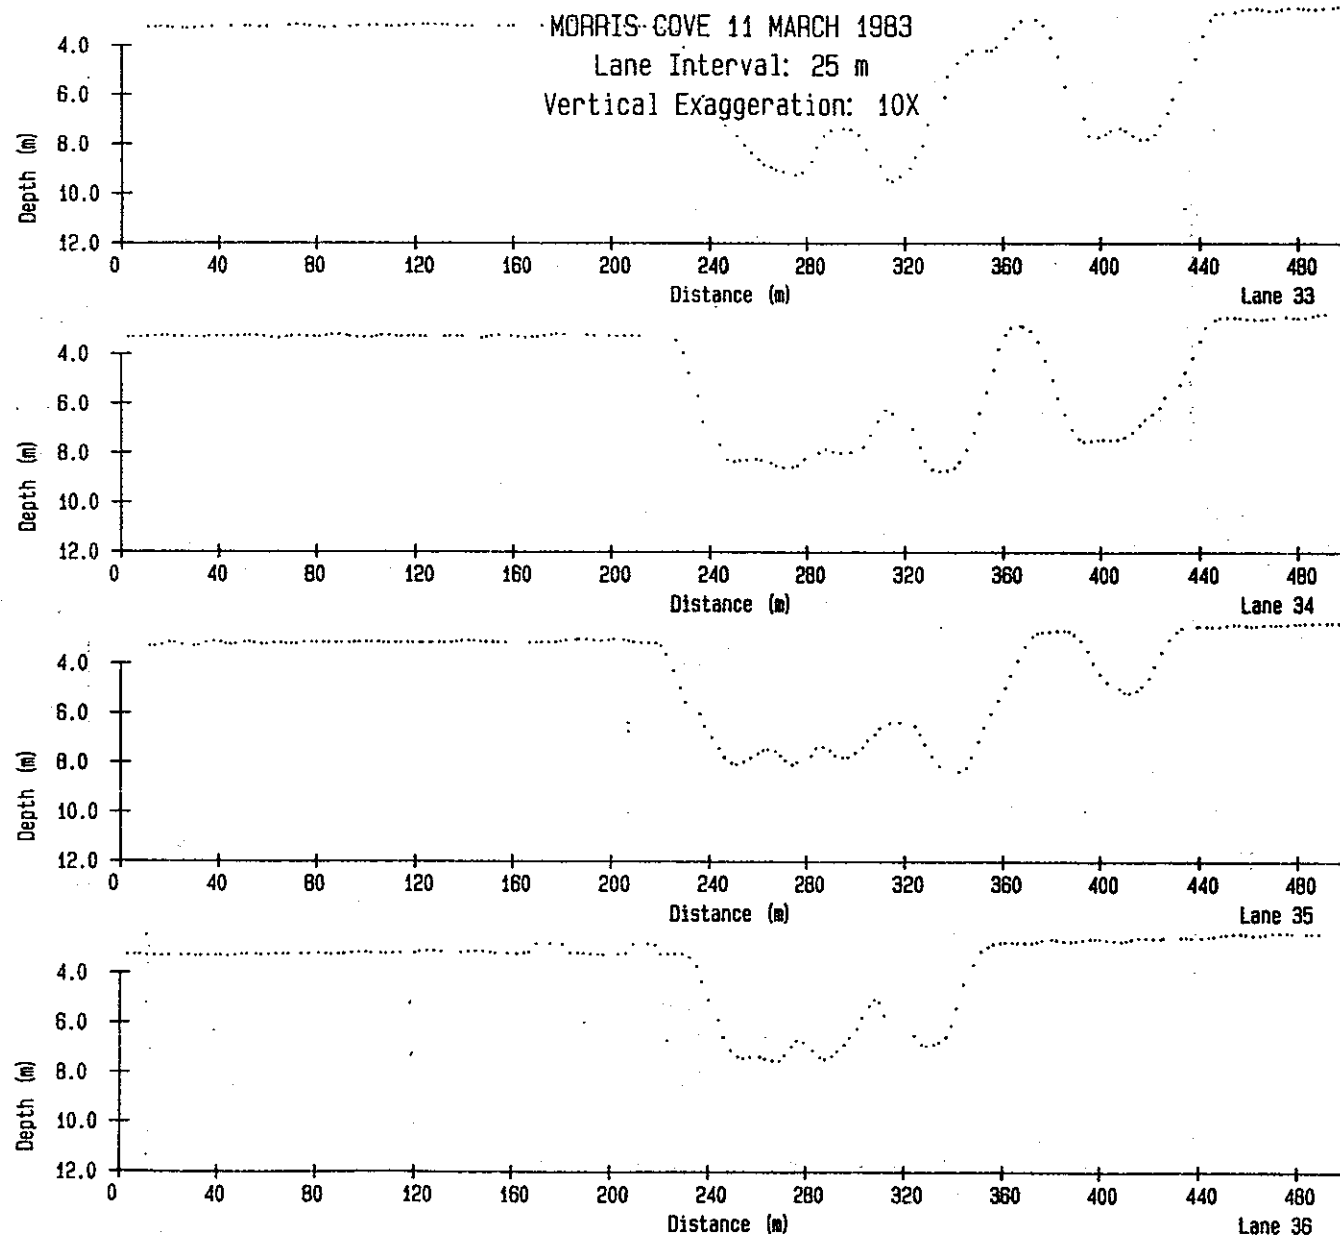 MORRIS COVE 11 MARCH 1983
Lane Interval: 25 m
Vertical Exaggeration: 10X
4.0
6.0
8.0
10.0
12.0
Depth (m)
0 40 80 120 160 200 240 280 320 360 400 440 480
Distance (m)
Lane 33
4.0
6.0
8.0
10.0
12.0
Depth (m)
0 40 80 120 160 200 240 280 320 360 400 440 480
Distance (m)
Lane 34
4.0
6.0
8.0
10.0
12.0
Depth (m)
0 40 80 120 160 200 240 280 320 360 400 440 480
Distance (m)
Lane 35
4.0
6.0
8.0
10.0
12.0
Depth (m)
0 40 80 120 160 200 240 280 320 360 400 440 480
Distance (m)
Lane 36